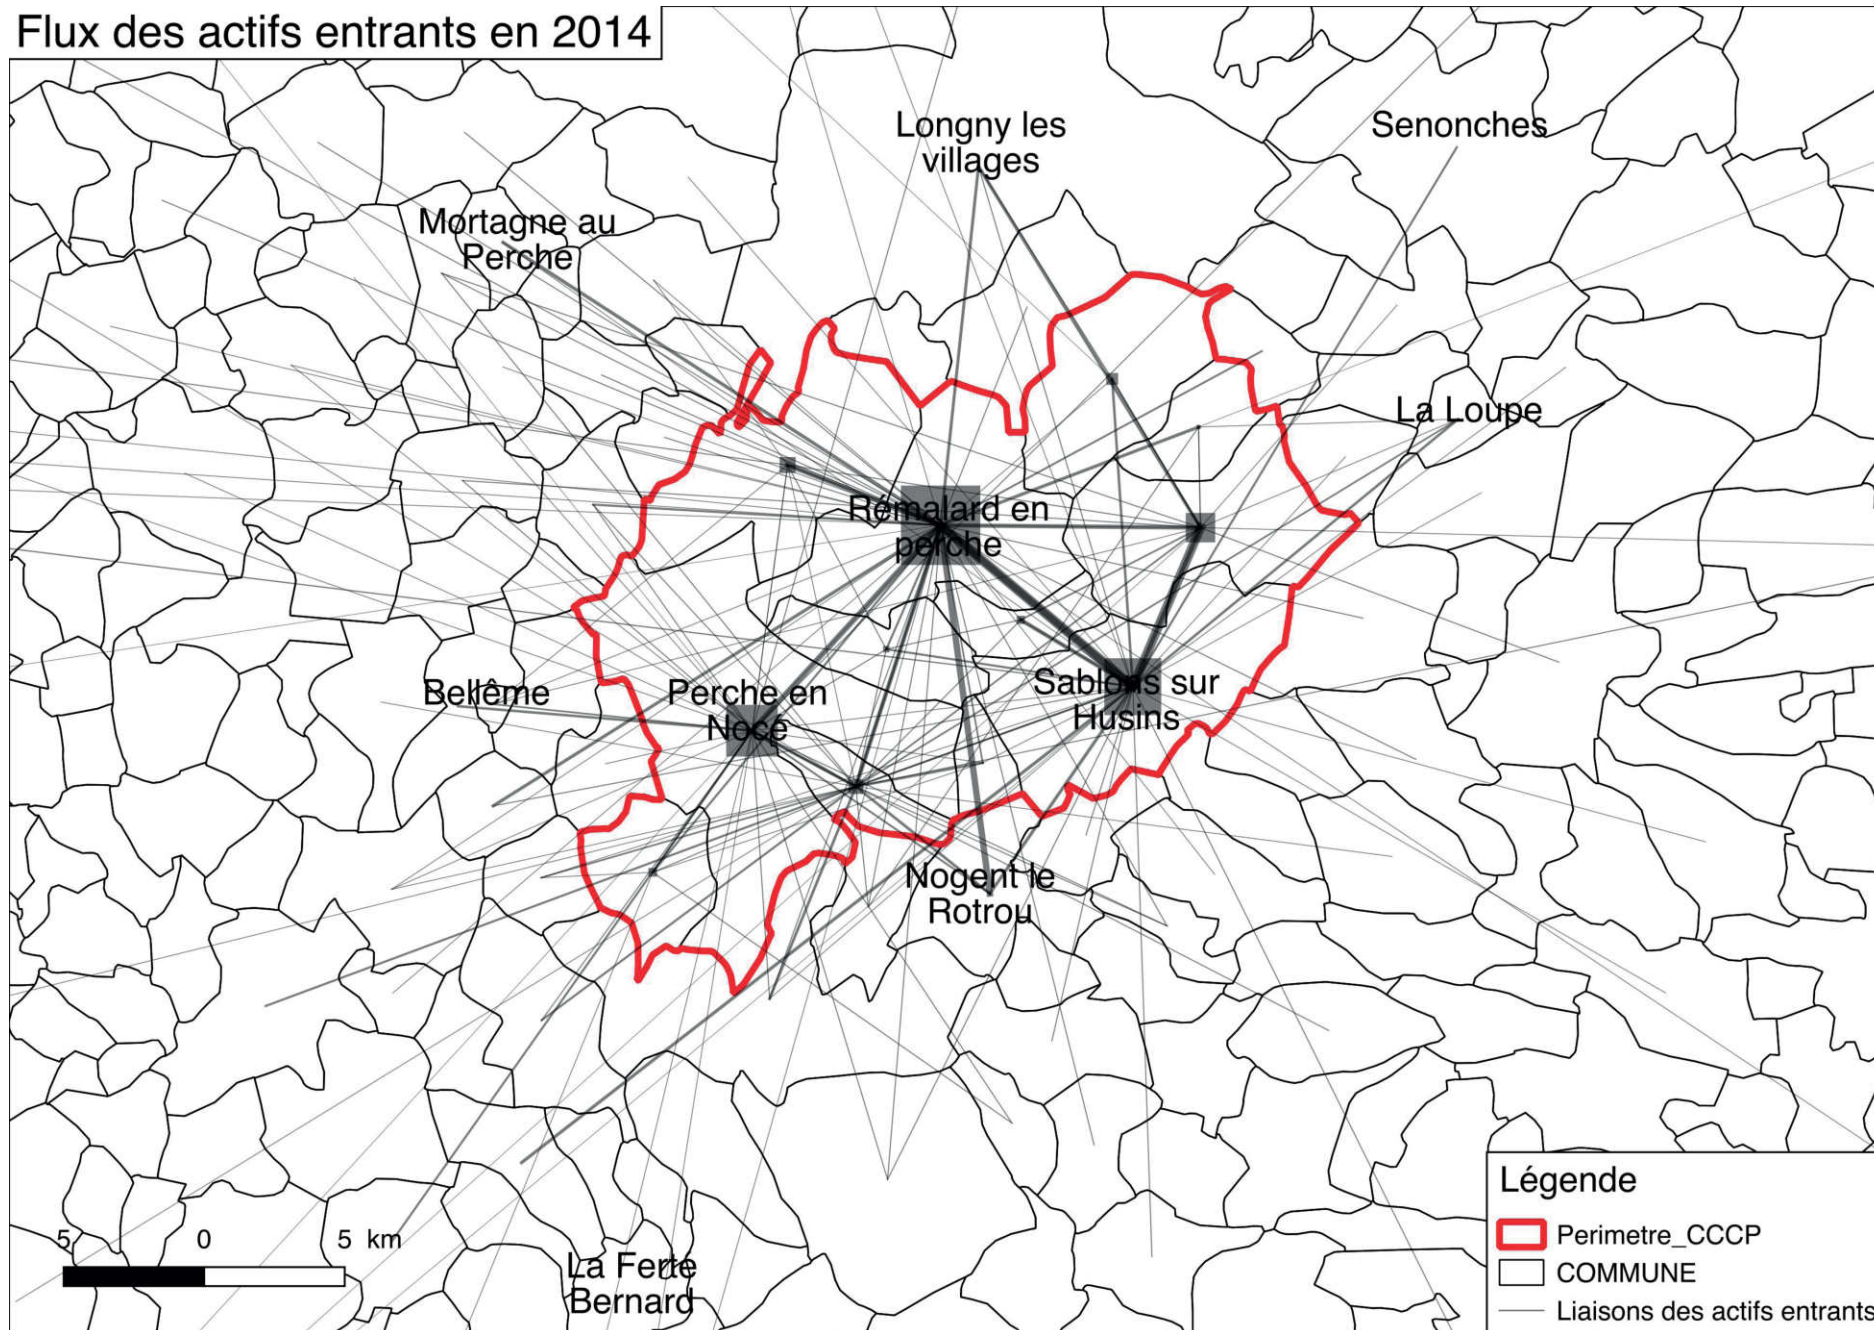 Flux des actifs entrants en 2014
Longny les
villages
Senonches
Mortagne au
Perche
La Loupe
Rémalard en
perche
Bellême
Perche en
Nocé
Sablons sur
Husins
Nogent le
Rotrou
La Ferté
Bernard
5 0 5 km
Légende
Perimetre_CCCP
COMMUNE
Liaisons des actifs entrants